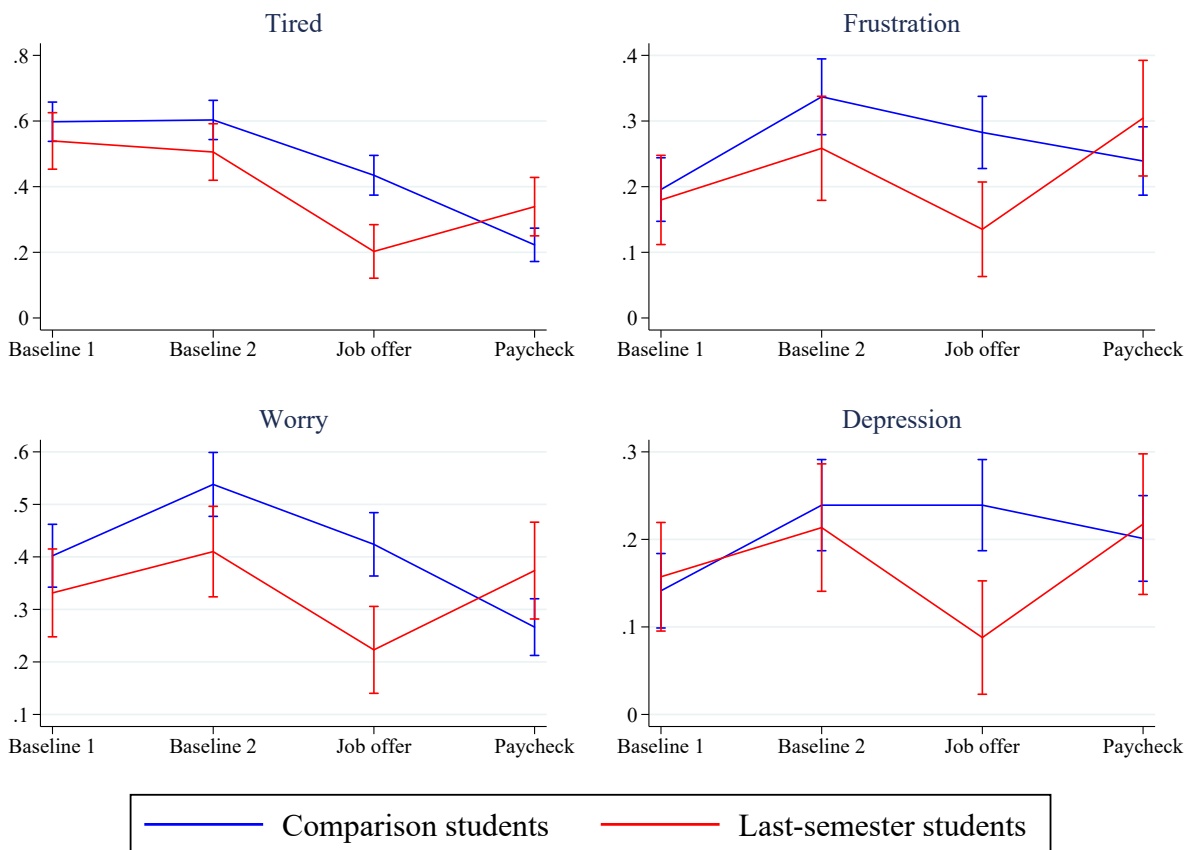 Tired
.8
.6
.4
.2
0
Baseline 1 Baseline 2 Job offer Paycheck
Frustration
.4
.3
.2
.1
0
Baseline 1 Baseline 2 Job offer Paycheck
Worry
.6
.5
.4
.3
.2
.1
Baseline 1 Baseline 2 Job offer Paycheck
Depression
.3
.2
.1
0
Baseline 1 Baseline 2 Job offer Paycheck
Comparison students Last-semester students